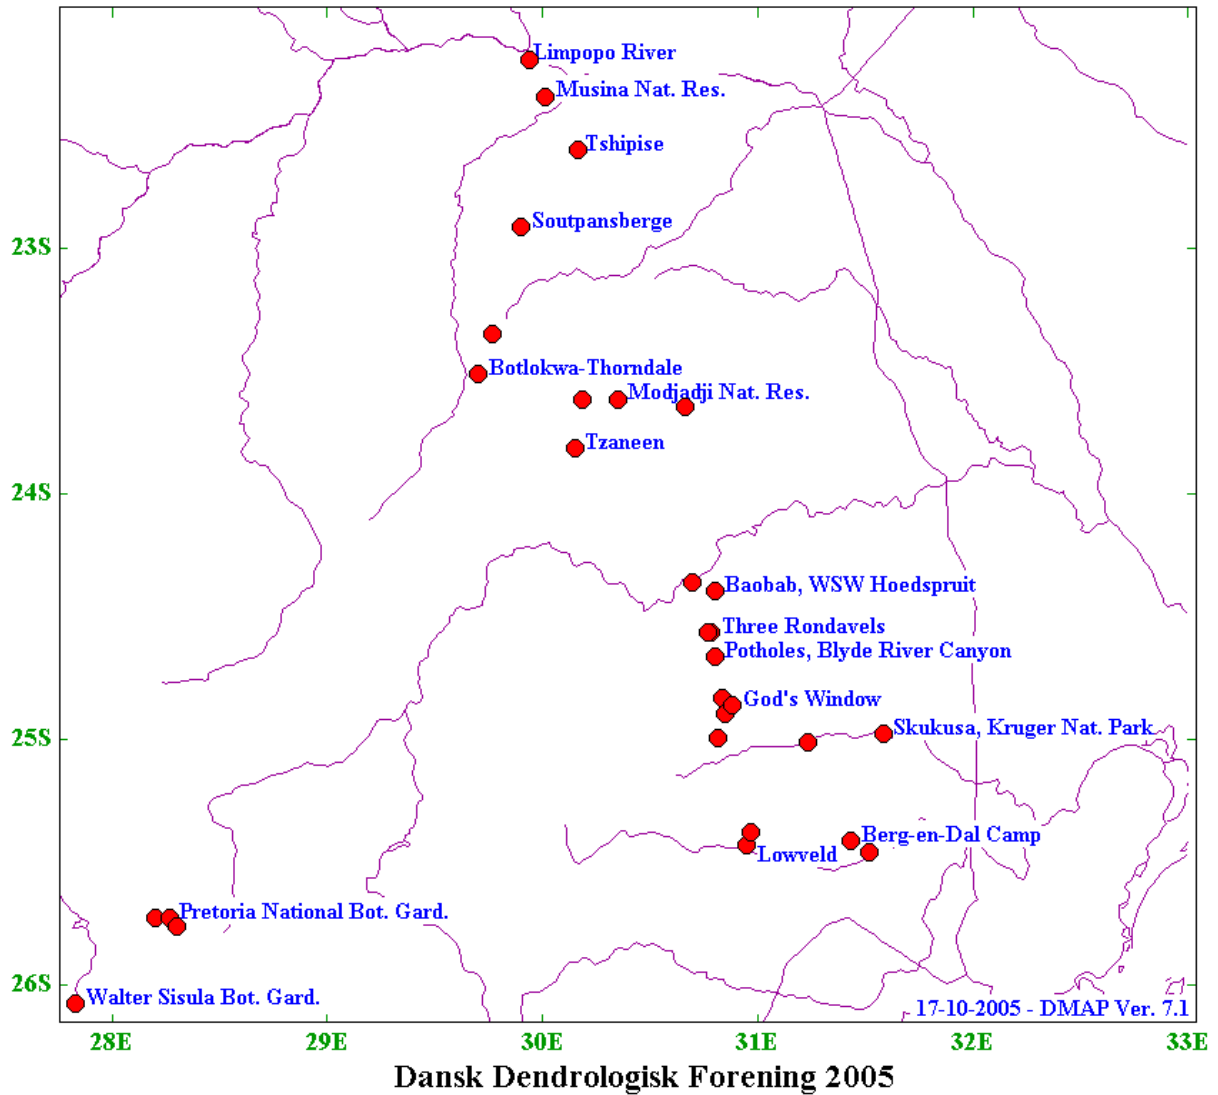 Limpopo River
Musina Nat. Res.
Tshipise
Soutpansberge
23S
Botlokwa-Thorndale
Modjadji Nat. Res.
Tzaneen
24S
Baobab, WSW Hoedspruit
Three Rondavels
Potholes, Blyde River Canyon
God's Window
Skukusa, Kruger Nat. Park
25S
Berg-en-Dal Camp
Lowveld
Pretoria National Bot. Gard.
26S
Walter Sisula Bot. Gard.
17-10-2005 - DMAP Ver. 7.1
28E 29E 30E 31E 32E 33E
Dansk Dendrologisk Forening 2005